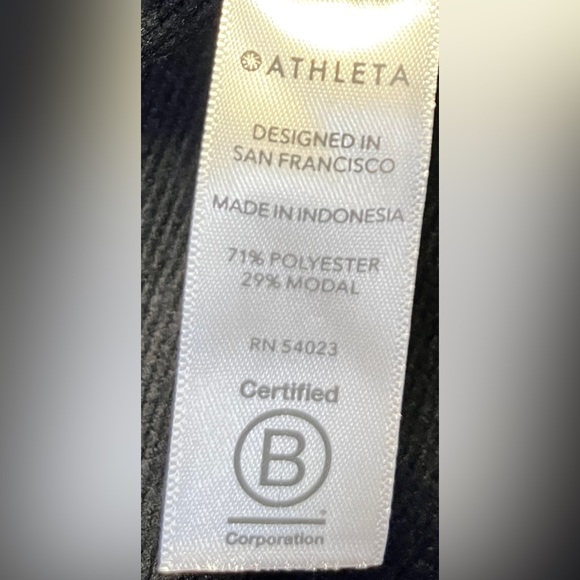 ATHLETA
DESIGNED IN
SAN FRANCISCO
MADE IN INDONESIA
71% POLYESTER
29% MODAL
RN 54023
Certified
B
Corporation